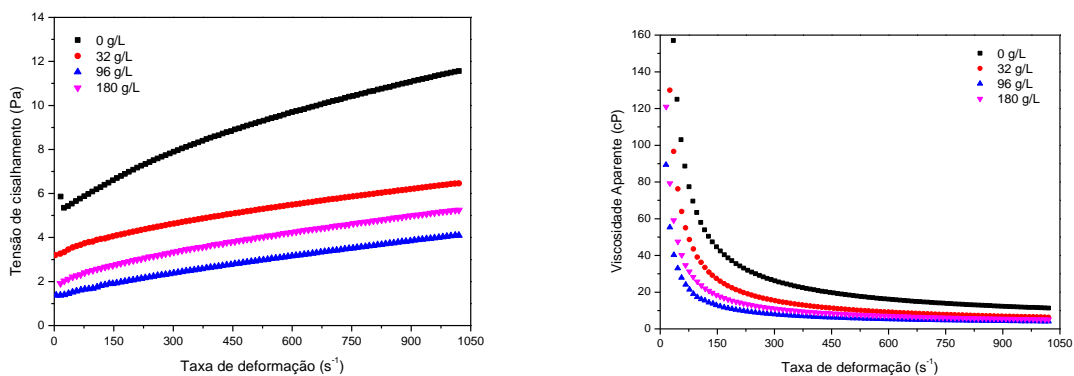 14
12
10
8
6
4
2
0
Tensão de cisalhamento (Pa)
0 g/L
32 g/L
96 g/L
180 g/L
0 150 300 450 600 750 900 1050
Taxa de deformação (s⁻¹)
160
140
120
100
80
60
40
20
0
Viscosidade Aparente (cP)
0 g/L
32 g/L
96 g/L
180 g/L
0 150 300 450 600 750 900 1050
Taxa de deformação (s⁻¹)